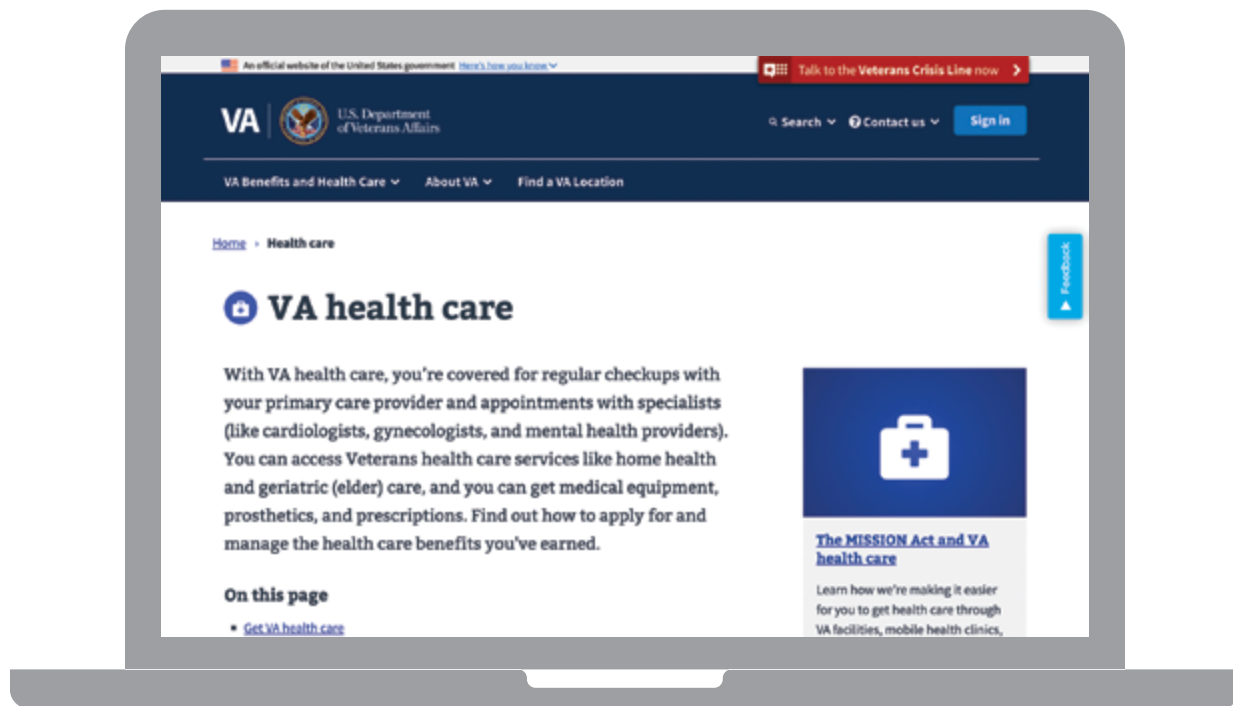 An official website of the United States government Here's how you know
Talk to the Veterans Crisis Line now
VA
U.S. Department
of Veterans Affairs
Search
Contact us
Sign in
VA Benefits and Health Care
About VA
Find a VA Location
Home › Health care
Feedback
VA health care
With VA health care, you're covered for regular checkups with
your primary care provider and appointments with specialists
(like cardiologists, gynecologists, and mental health providers).
You can access Veterans health care services like home health
and geriatric (elder) care, and you can get medical equipment,
prosthetics, and prescriptions. Find out how to apply for and
manage the health care benefits you've earned.
On this page
• Get VA health care
The MISSION Act and VA
health care
Learn how we're making it easier
for you to get health care through
VA facilities, mobile health clinics,